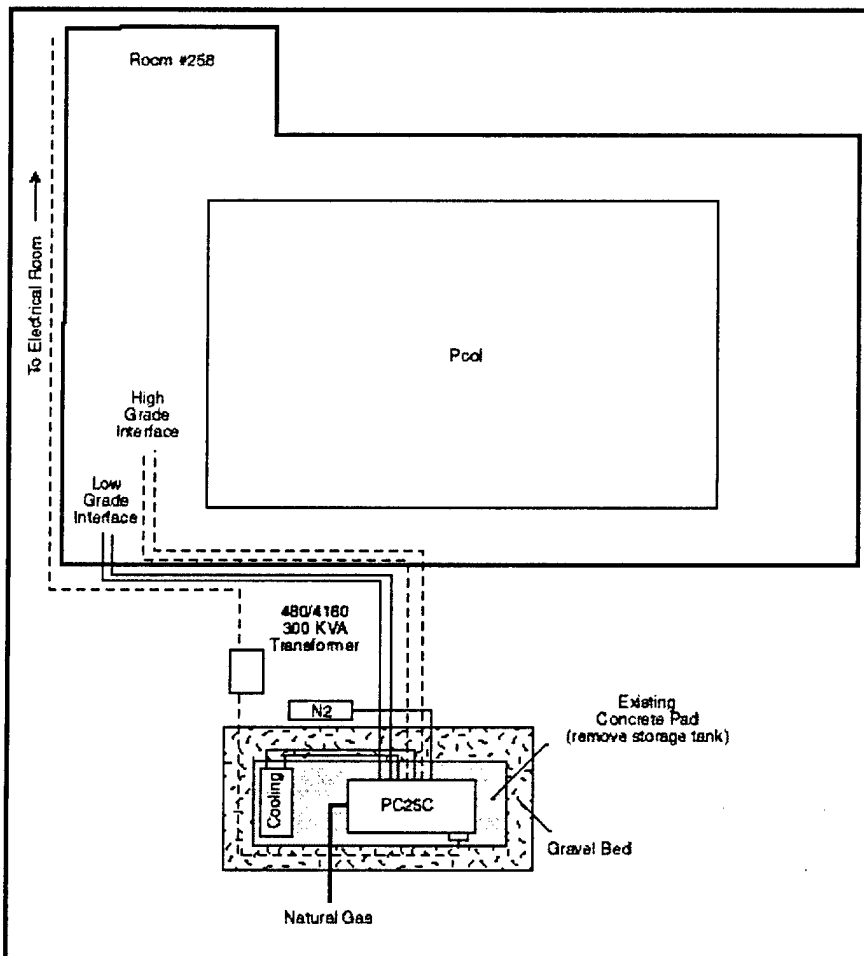 Room #258
To Electrical Room
Pool
High
Grade
Interface
Low
Grade
Interface
480/4160
300 KVA
Transformer
N2
Existing
Concrete Pad
(remove storage tank)
Cooling
PC25C
Gravel Bed
Natural Gas